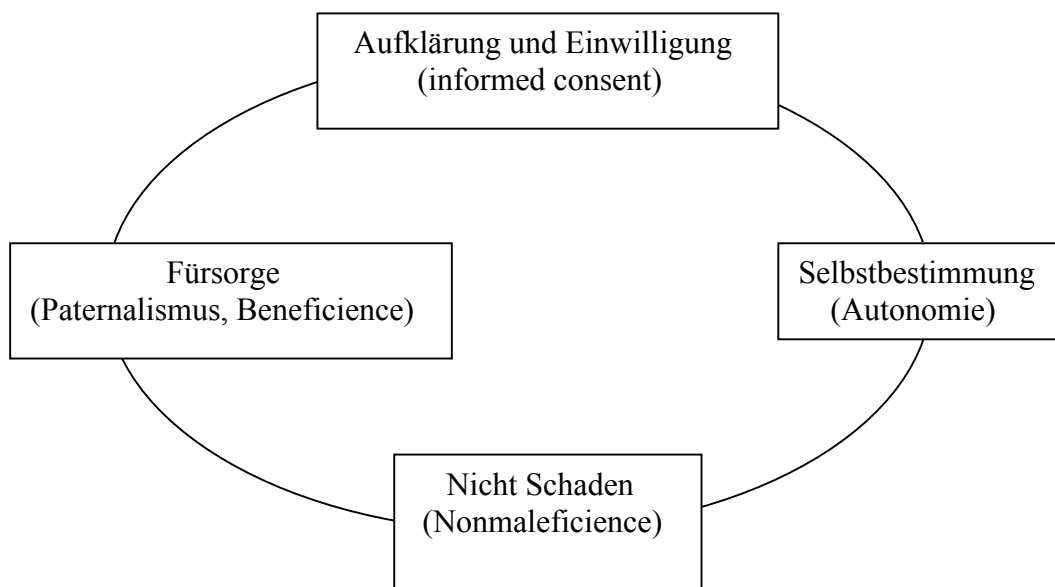 Aufklärung und Einwilligung
(informed consent)
Fürsorge
(Paternalismus, Beneficience)
Selbstbestimmung
(Autonomie)
Nicht Schaden
(Nonmaleficience)